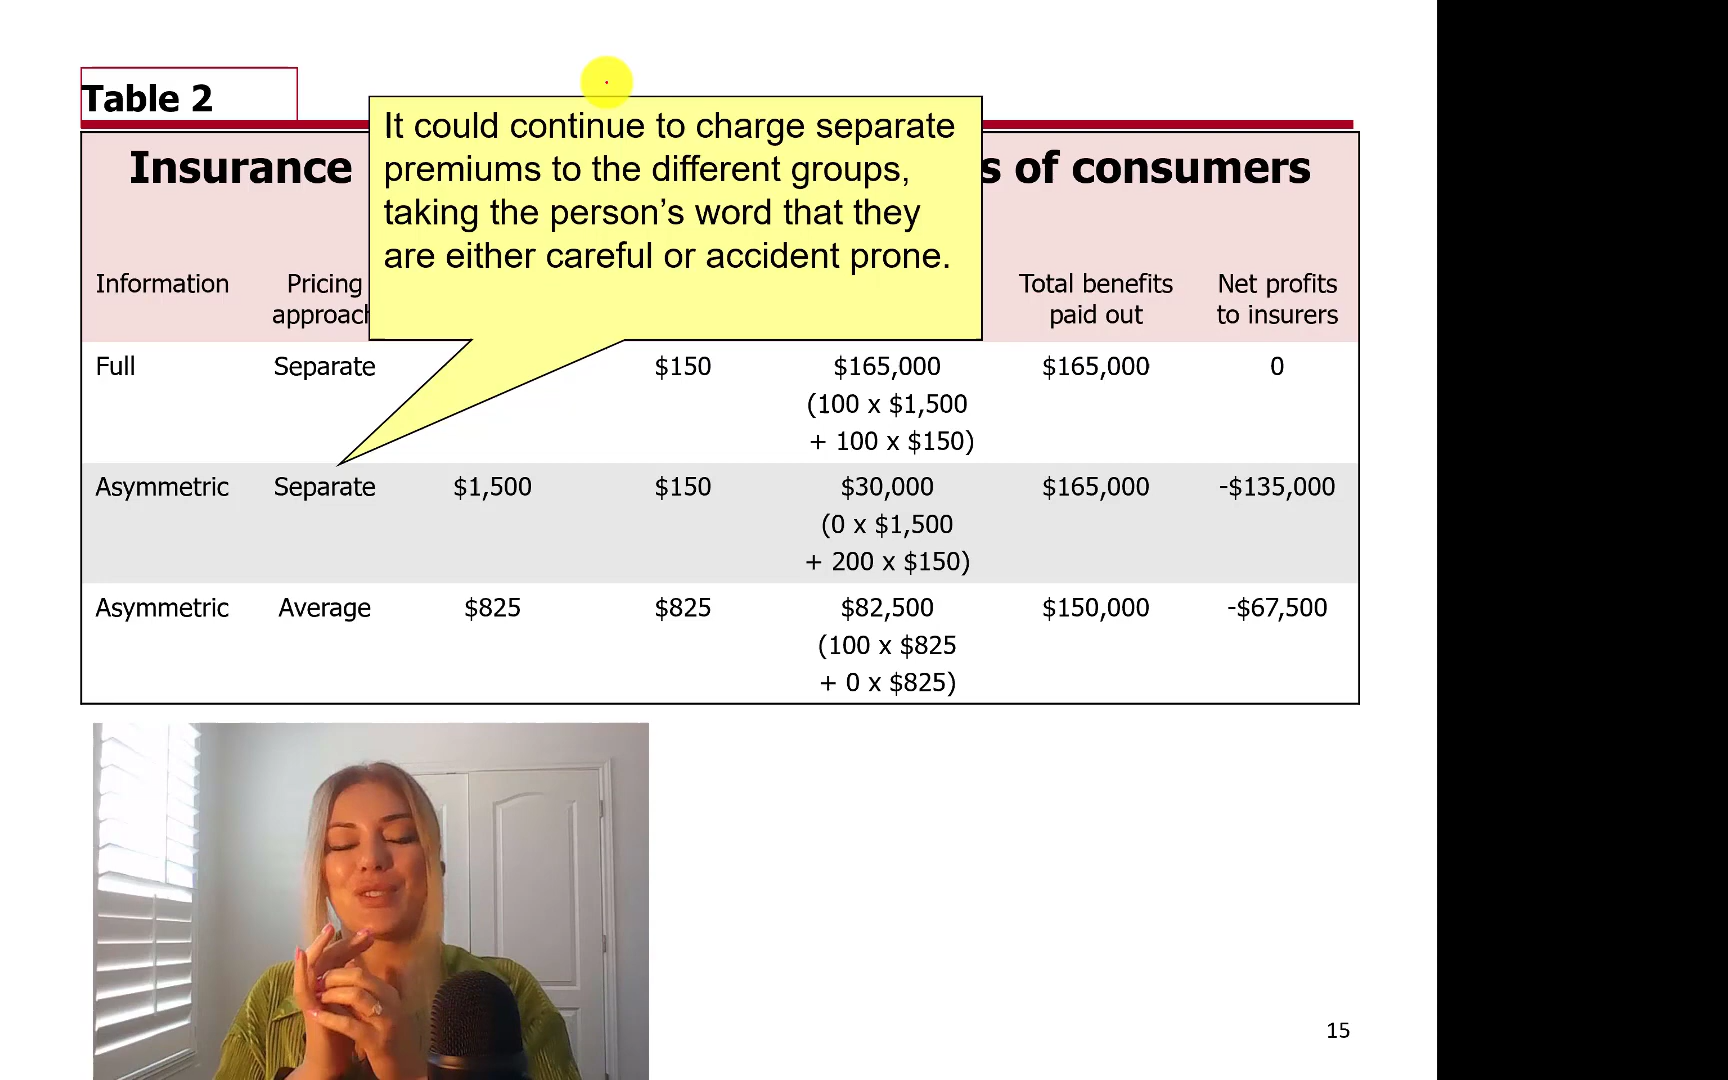 Table 2
It could continue to charge separate
premiums to the different groups,
taking the person's word that they
are either careful or accident prone.
Insurance s of consumers
Information Pricing Total benefits Net profits
approach paid out to insurers
Full Separate $150 $165,000 $165,000 0
(100 x $1,500
+ 100 x $150)
Asymmetric Separate $1,500 $150 $30,000 $165,000 -$135,000
(0 x $1,500
+ 200 x $150)
Asymmetric Average $825 $825 $82,500 $150,000 -$67,500
(100 x $825
+ 0 x $825)
15